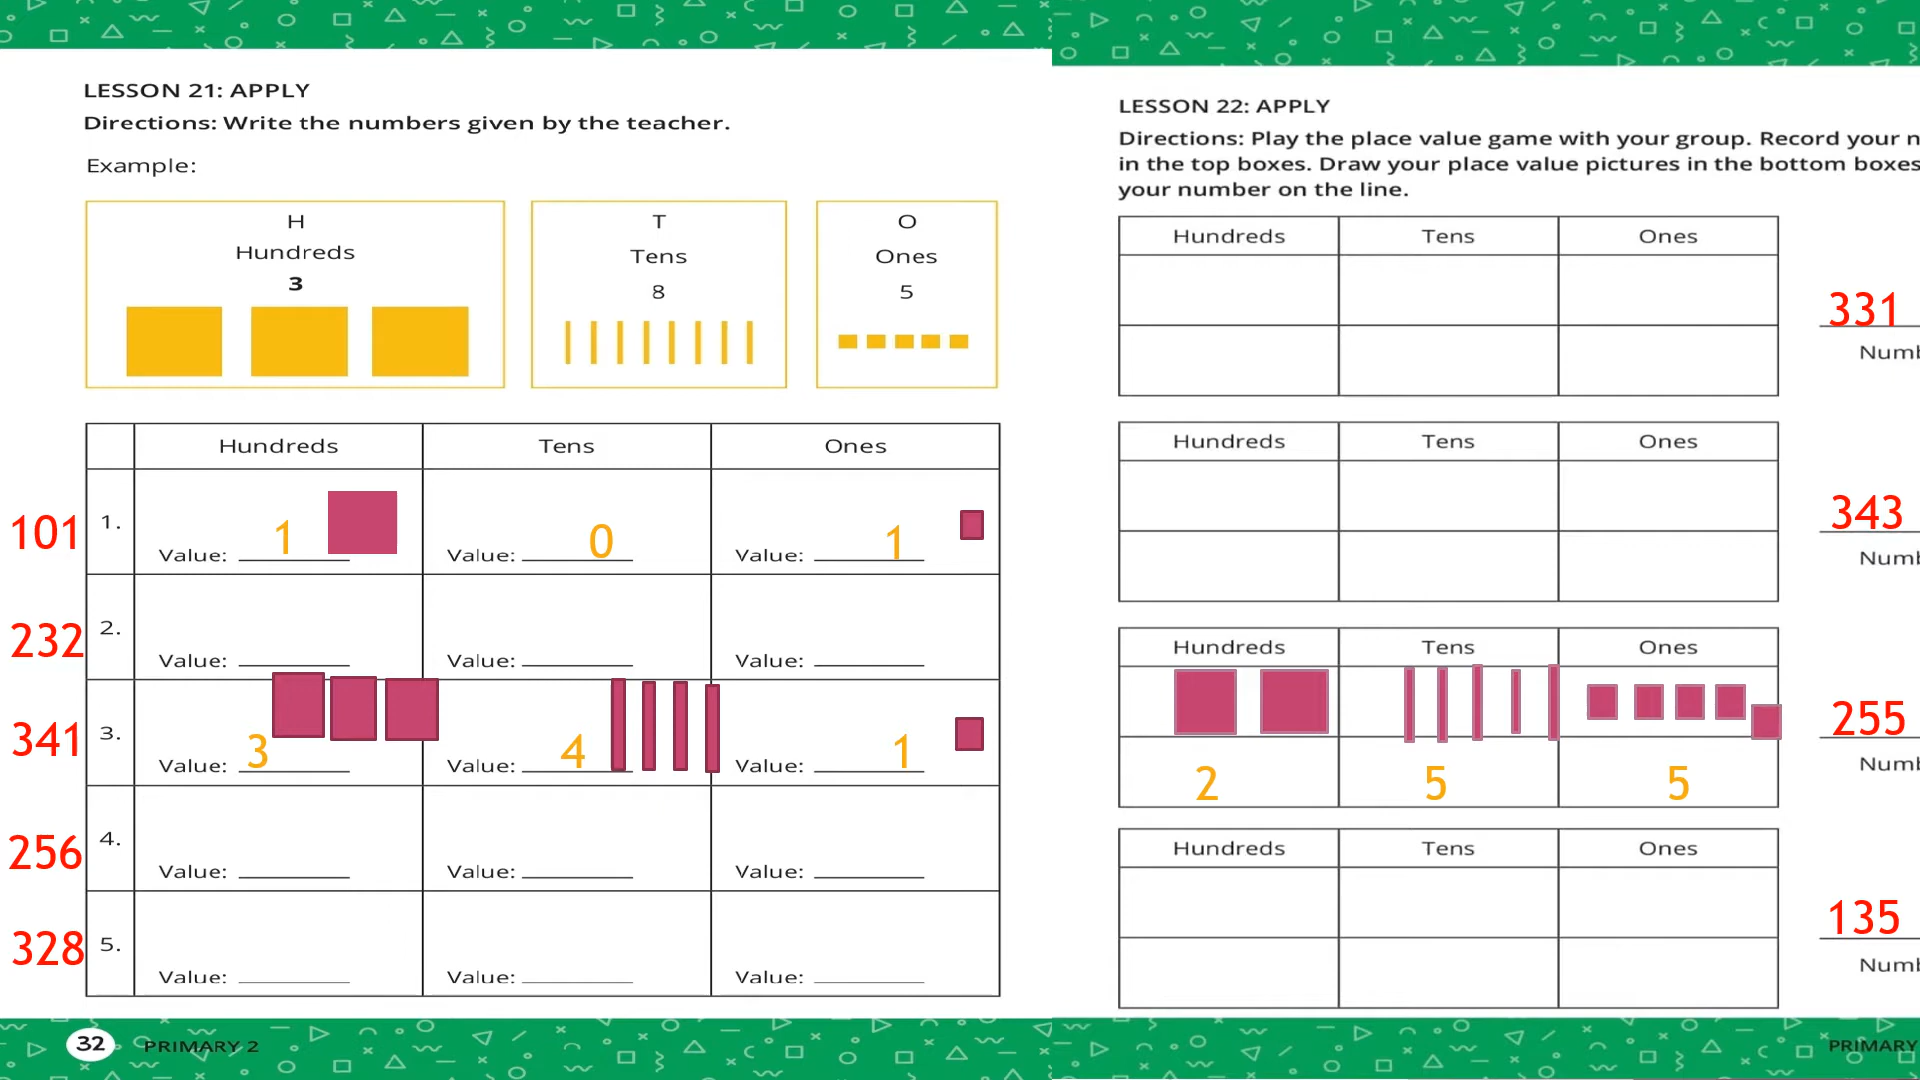 LESSON 21: APPLY
Directions: Write the numbers given by the teacher.
Example:
H
Hundreds
3
T
Tens
8
O
Ones
5
Hundreds Tens Ones
101 1. Value: 1 Value: 0 Value: 1
232 2. Value: Value: Value:
341 3. Value: 3 Value: 4 Value: 1
256 4. Value: Value: Value:
328 5. Value: Value: Value:
32 PRIMARY 2
LESSON 22: APPLY
Directions: Play the place value game with your group. Record your n
in the top boxes. Draw your place value pictures in the bottom boxes
your number on the line.
Hundreds Tens Ones
331
Numb
Hundreds Tens Ones
343
Numb
Hundreds Tens Ones
255
Numb
2 5 5
Hundreds Tens Ones
135
Numb
PRIMARY